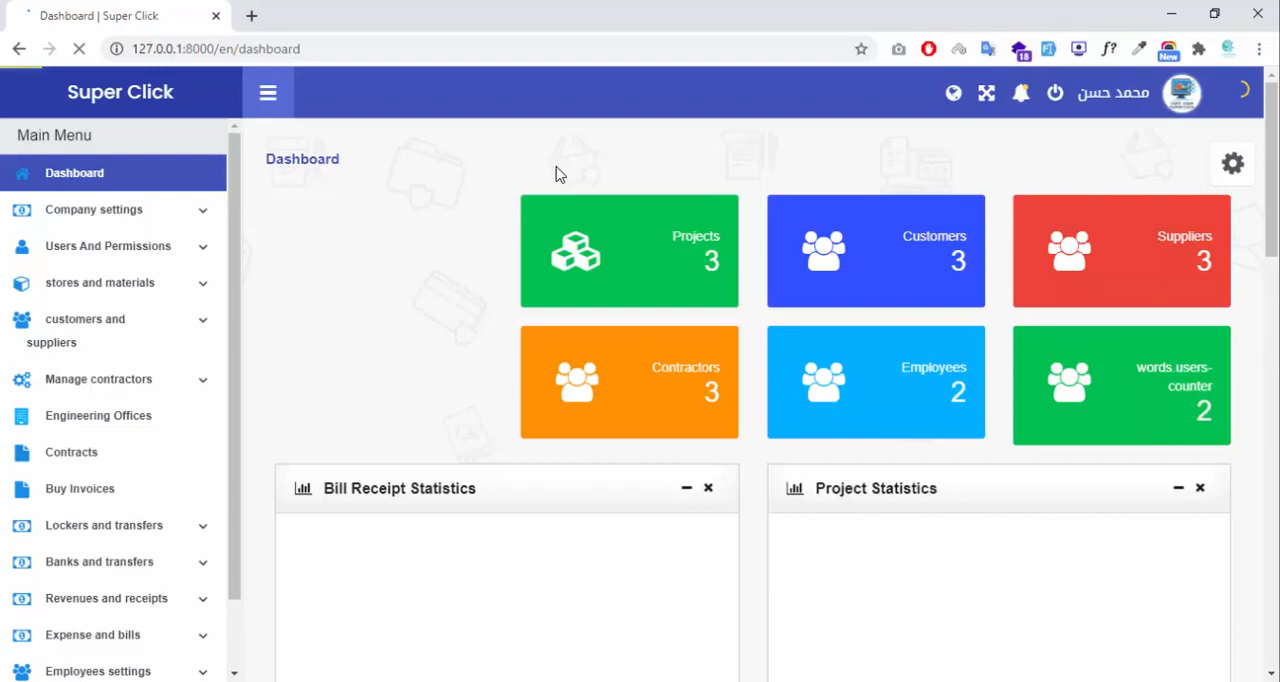 Dashboard | Super Click
127.0.0.1:8000/en/dashboard
18
New
Super Click
محمد حسن
Main Menu
Dashboard
Company settings
Users And Permissions
stores and materials
customers and
suppliers
Manage contractors
Engineering Offices
Contracts
Buy Invoices
Lockers and transfers
Banks and transfers
Revenues and receipts
Expense and bills
Employees settings
Dashboard
Projects
3
Customers
3
Suppliers
3
Contractors
3
Employees
2
words.users-
counter
2
Bill Receipt Statistics
Project Statistics